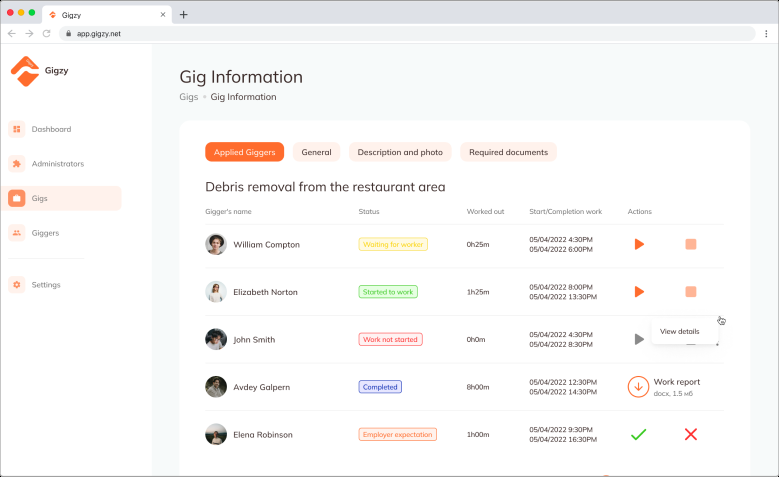 Gigzy
app.gigzy.net
Gigzy
Dashboard
Administrators
Gigs
Giggers
Settings
Gig Information
Gigs Gig Information
Applied Giggers General Description and photo Required documents
Debris removal from the restaurant area
Gigger's name Status Worked out Start/Completion work Actions
William Compton Waiting for worker 0h25m 05/04/2022 4:30PM
05/04/2022 6:00PM
Elizabeth Norton Started to work 1h25m 05/04/2022 8:00PM
05/04/2022 13:30PM
John Smith Work not started 0h0m 05/04/2022 4:30PM
05/04/2022 8:30PM
View details
Avdey Galpern Completed 8h00m 05/04/2022 12:30PM
05/04/2022 14:30PM
Work report
docx, 1.5 мб
Elena Robinson Employer expectation 1h00m 05/04/2022 9:30PM
05/04/2022 16:30PM